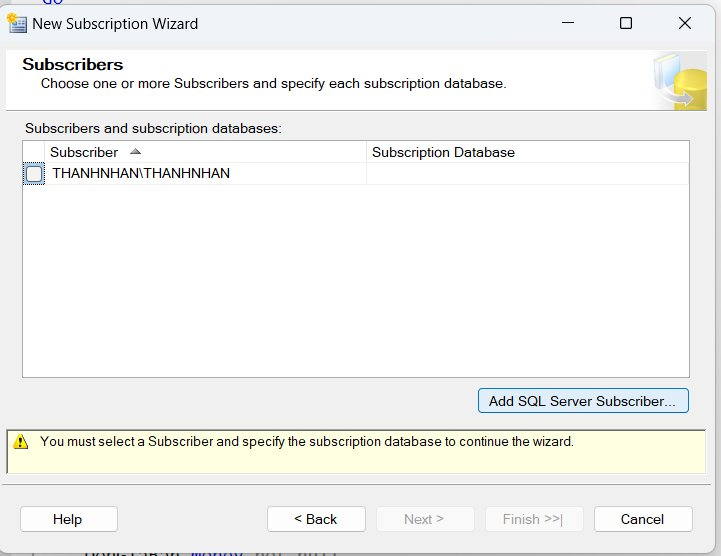 GO
New Subscription Wizard
Subscribers
Choose one or more Subscribers and specify each subscription database.
Subscribers and subscription databases:
Subscriber Subscription Database
THANHNHAN\THANHNHAN
Add SQL Server Subscriber...
You must select a Subscriber and specify the subscription database to continue the wizard.
Help < Back Next > Finish >>| Cancel